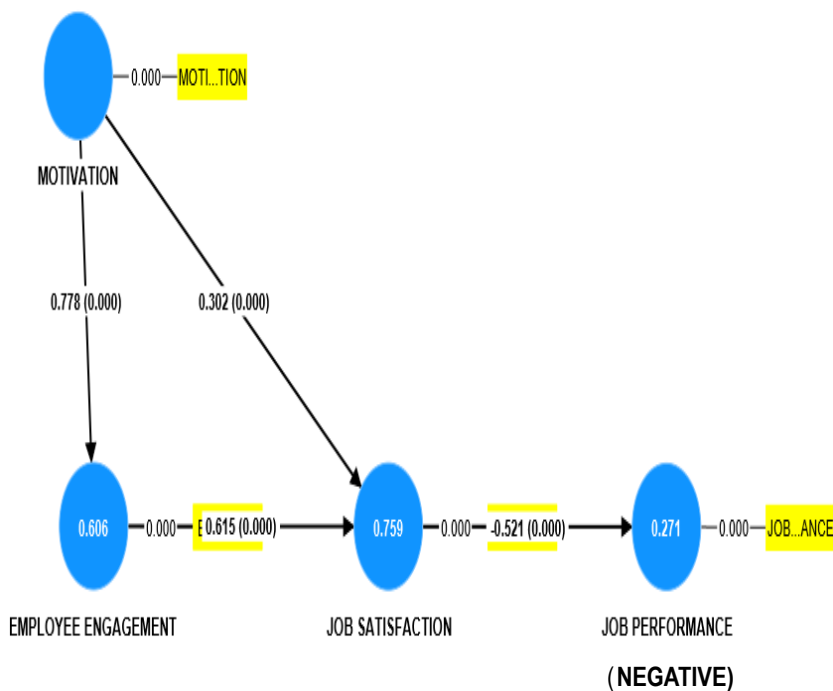 0.000
MOTI...TION
MOTIVATION
0.778 (0.000)
0.302 (0.000)
0.606
0.000
E
0.615 (0.000)
0.759
0.000
-0.521 (0.000)
0.271
0.000
JOB...ANCE
EMPLOYEE ENGAGEMENT
JOB SATISFACTION
JOB PERFORMANCE
(NEGATIVE)